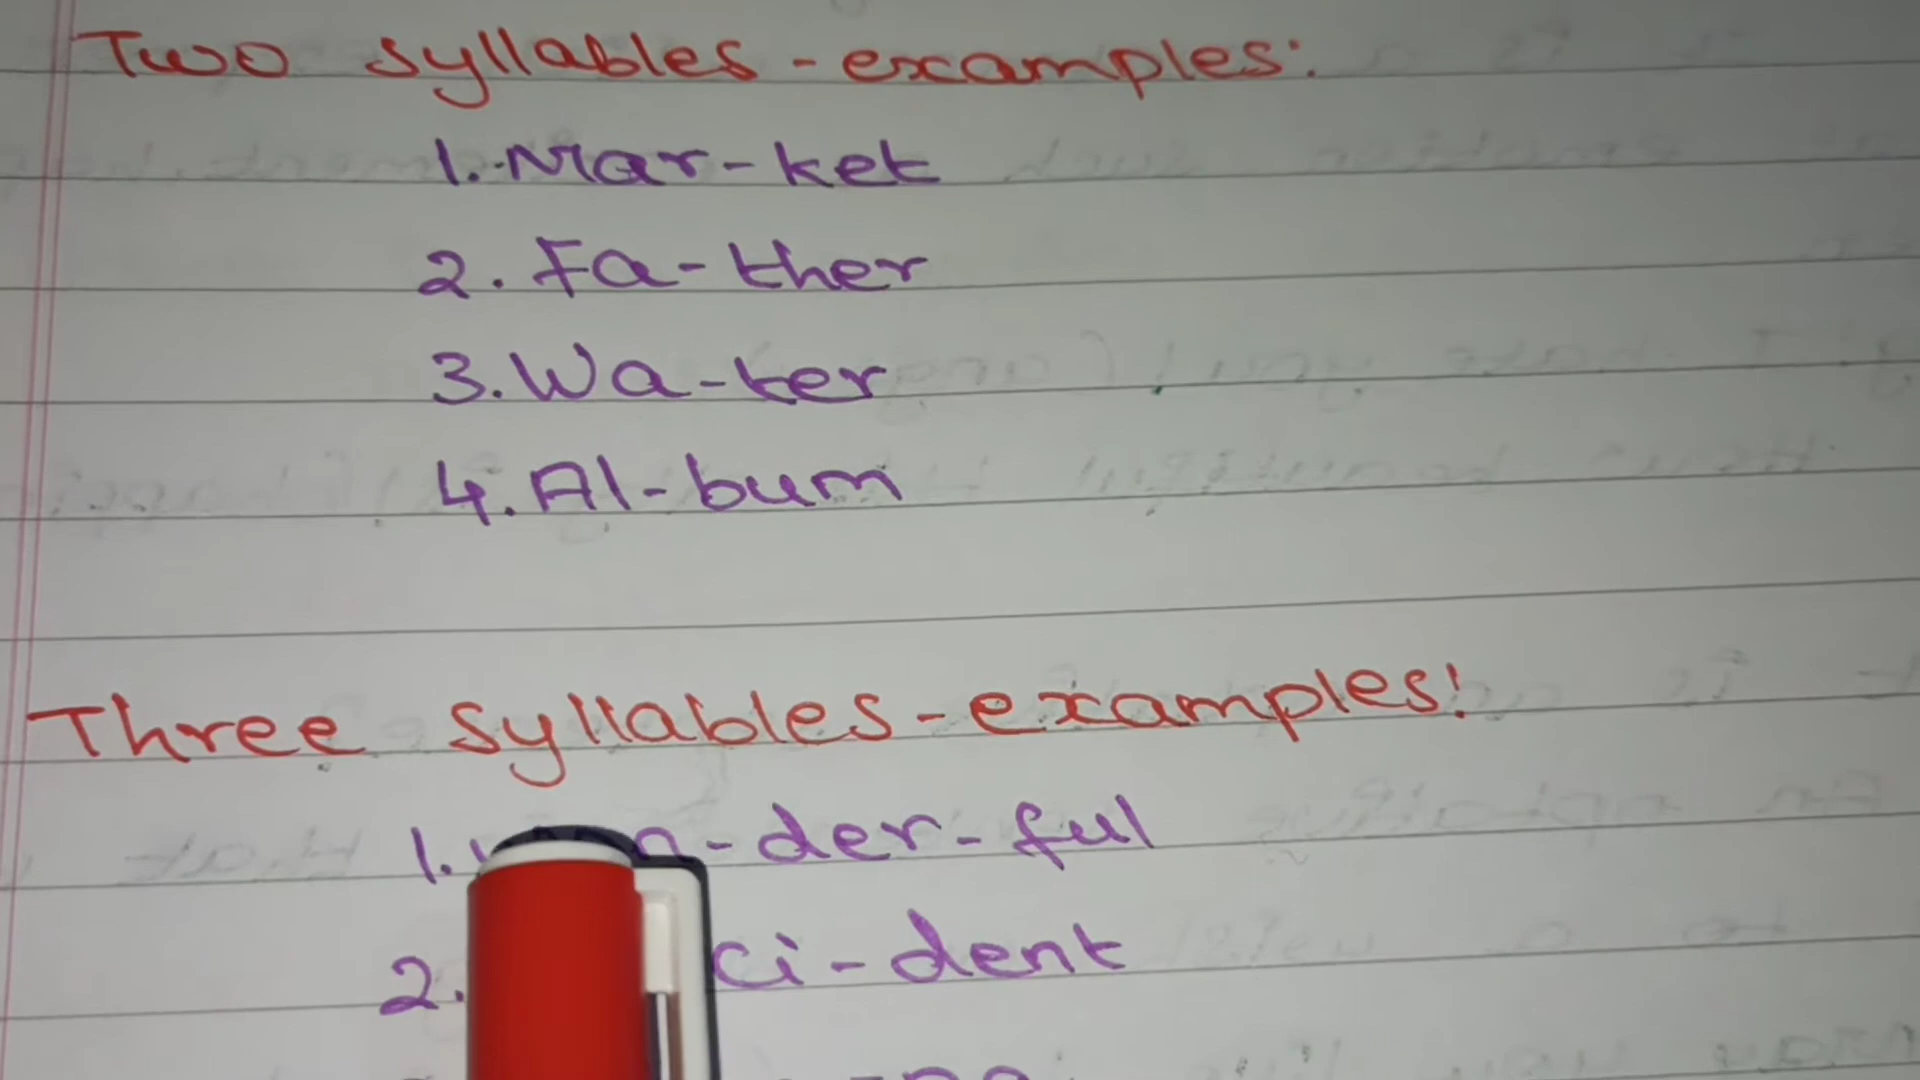 Two syllables - examples:
1. Mar-ket
2. Fa-ther
3. Wa-ter
4. Al-bum
Three syllables - examples:
1. -der-ful
2. ci-dent